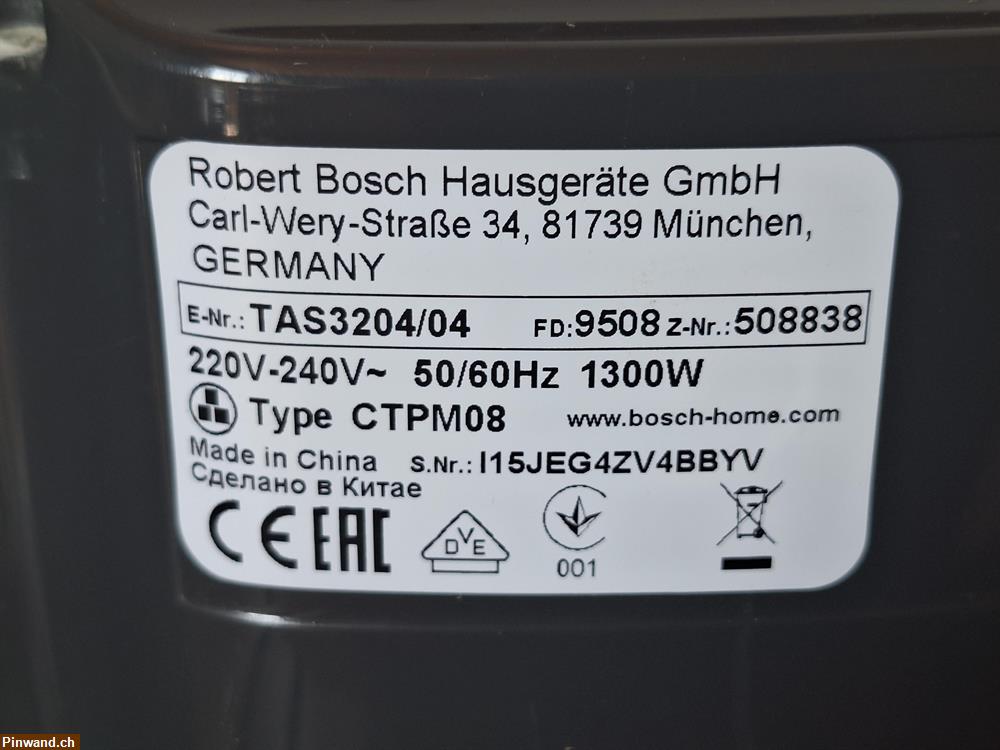 Robert Bosch Hausgeräte GmbH
Carl-Wery-Straße 34, 81739 München,
GERMANY
E-Nr.: TAS3204/04 FD:9508 Z-Nr.:508838
220V-240V~ 50/60Hz 1300W
Type CTPM08 www.bosch-home.com
Made in China S.Nr.: I15JEG4ZV4BBYV
Сделано в Китае
CE EAC DVE
001
Pinwand.ch